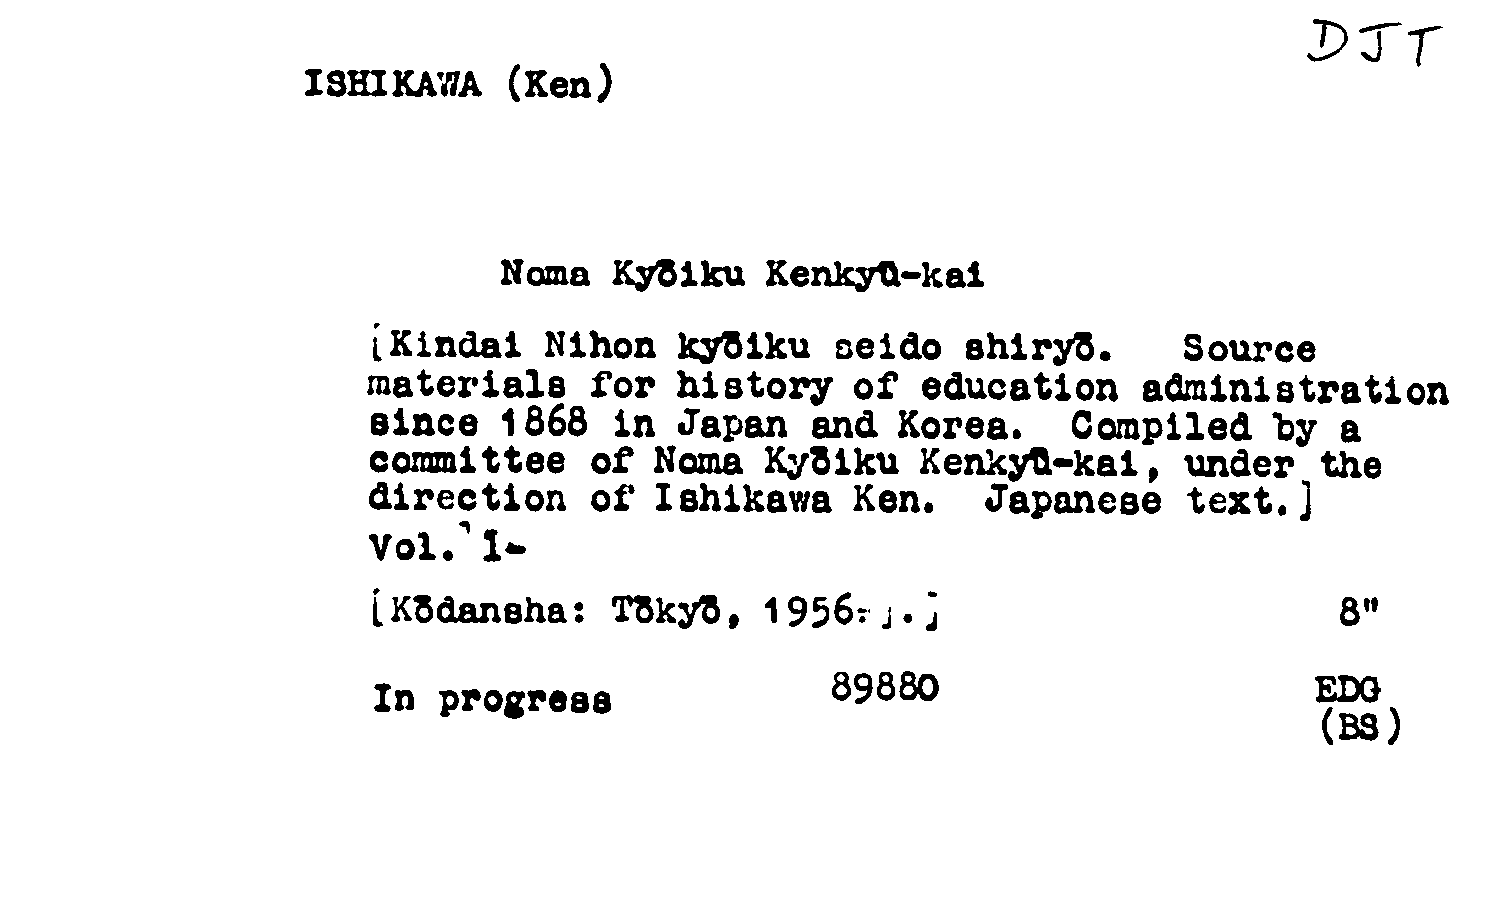 DJT
ISHIKAWA (Ken)
Noma Kyōiku Kenkyū-kai
[Kindai Nihon kyōiku seido shiryō. Source
materials for history of education administration
since 1868 in Japan and Korea. Compiled by a
committee of Noma Kyōiku Kenkyū-kai, under the
direction of Ishikawa Ken. Japanese text.]
Vol. 1-
[Kōdansha: Tōkyō, 1956- ].] 8"
In progress 89880 EDG
(BS)